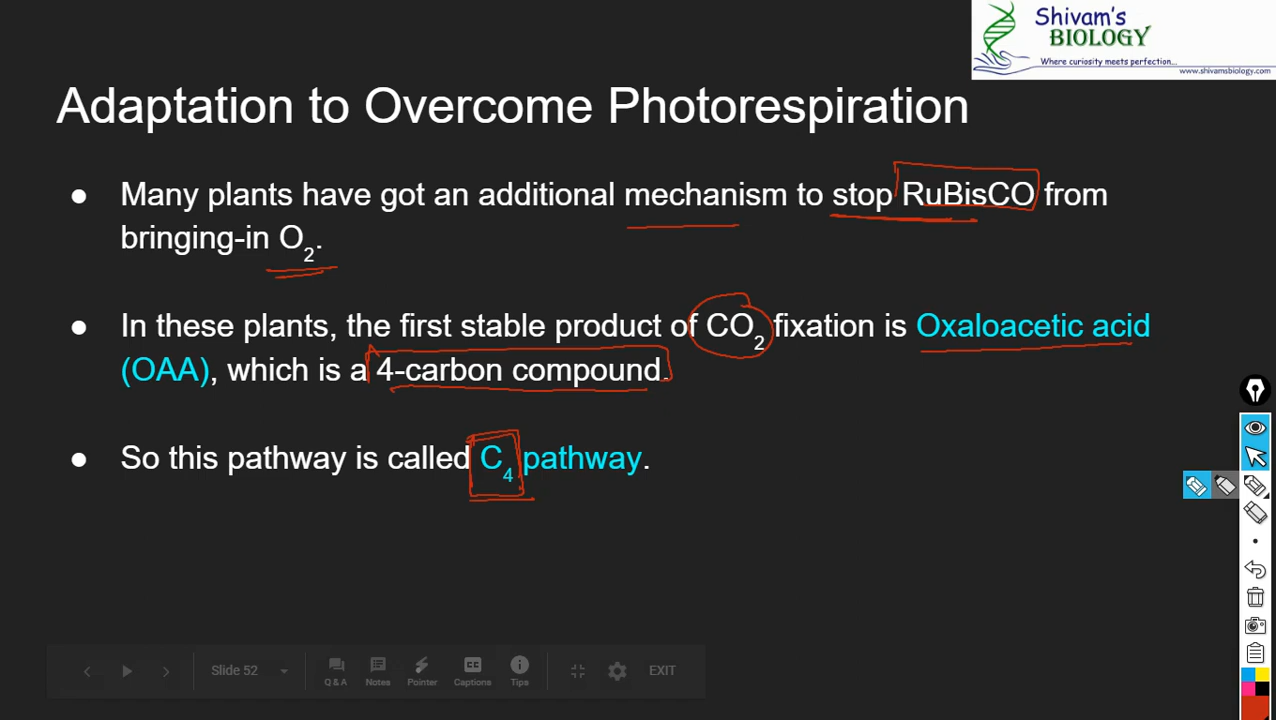 Shivam's
BIOLOGY
Where curiosity meets perfection...
www.shivamsbiology.com
Adaptation to Overcome Photorespiration
● Many plants have got an additional mechanism to stop RuBisCO from
bringing-in O₂.
● In these plants, the first stable product of CO₂ fixation is Oxaloacetic acid
(OAA), which is a 4-carbon compound.
● So this pathway is called C₄ pathway.
Slide 52
Q & A
Notes
Pointer
CC
Captions
Tips
EXIT